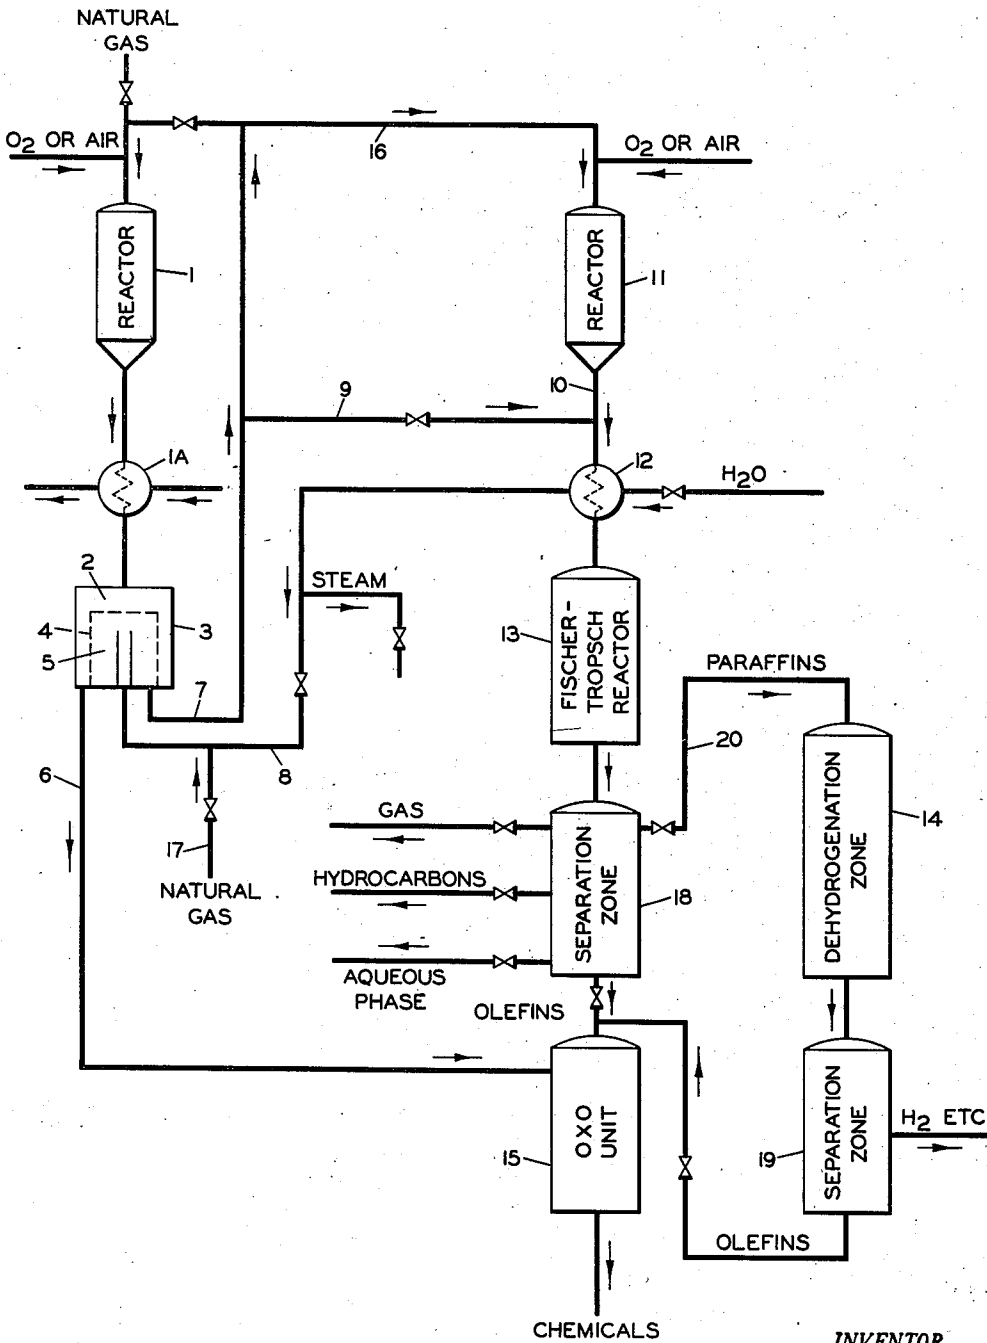 NATURAL
GAS
O2 OR AIR
16
O2 OR AIR
REACTOR
1
REACTOR
11
10
9
1A
12
H2O
2
STEAM
4
3
5
13
FISCHER-
TROPSCH
REACTOR
PARAFFINS
7
8
20
6
GAS
DEHYDROGENATION
ZONE
14
17
NATURAL
GAS
HYDROCARBONS
SEPARATION
ZONE
18
AQUEOUS
PHASE
OLEFINS
OXO
UNIT
15
SEPARATION
ZONE
19
H2 ETC
OLEFINS
CHEMICALS
INVENTOR